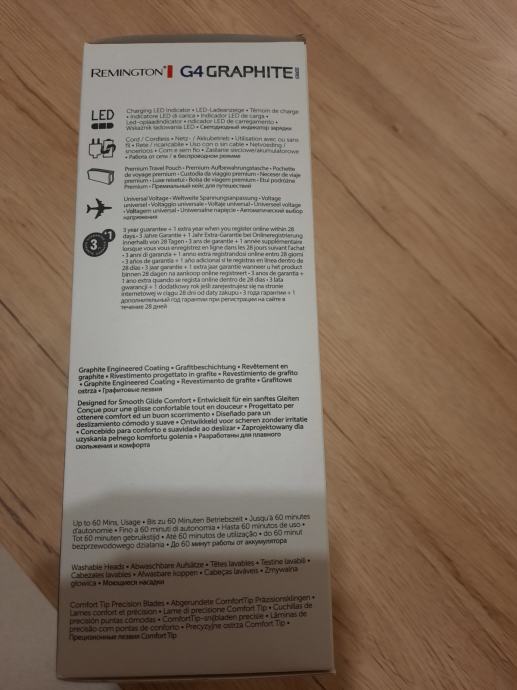 REMINGTON G4 GRAPHITE SERIES
LED
Charging LED Indicator • LED-Ladeanzeige • Témoin de charge
• Indicatore LED di carica • Indicador LED de carga •
Led-oplaadindicator • Indicador LED de carregamento •
Wskaźnik ładowania LED • Светодиодный индикатор зарядки
Cord / Cordless • Netz- / Akkubetrieb • Utilisation avec ou sans
fil • Rete / ricaricabile • Uso con o sin cable • Netvoeding /
snoerloos • Com e sem fio • Zasilanie sieciowe/akumulatorowe
• Работа от сети / в беспроводном режиме
Premium Travel Pouch • Premium-Aufbewahrungstasche • Pochette
de voyage premium • Custodia da viaggio premium • Neceser de viaje
premium • Luxe reisetui • Bolsa de viagem premium • Etui podróżne
Premium • Премиальный кейс для путешествий
Universal Voltage • Weltweite Spannungsanpassung • Voltage
universel • Voltaggio universale • Voltaje universal • Universeel voltage
• Voltagem universal • Uniwersalne napięcie • Автоматический выбор
напряжения
3 +1
3 year guarantee + 1 extra year when you register online within 28
days • 3 Jahre Garantie + 1 Jahr Extra-Garantie bei Onlineregistrierung
innerhalb von 28 Tagen • 3 ans de garantie + 1 année supplémentaire
lorsque vous vous enregistrez en ligne dans les 28 jours suivant l'achat
• 3 anni di garanzia + 1 anno extra registrandosi online entro 28 giorni
• 3 años de garantía + 1 año adicional si te registras en línea dentro de
28 días • 3 jaar garantie + 1 extra jaar garantie wanneer u het product
binnen 28 dagen na aankoop online registreert • 3 anos de garantia +
1 ano extra quando se regista online dentro de 28 dias • 3 lata
gwarancji + 1 dodatkowy rok jeśli zarejestrujesz się na stronie
internetowej w ciągu 28 dni od daty zakupu • 3 года гарантии + 1
дополнительный год гарантии при регистрации на сайте в
течение 28 дней
Graphite Engineered Coating • Grafitbeschichtung • Revêtement en
graphite • Rivestimento progettato in grafite • Revestimiento de grafito
• Graphite Engineered Coating • Revestimento de grafite • Grafitowe
ostrza • Графитовые лезвия
Designed for Smooth Glide Comfort • Entwickelt für ein sanftes Gleiten
Conçue pour une glisse confortable tout en douceur • Progettato per
ottenere comfort ed un buon scorrimento • Diseñado para un
deslizamiento cómodo y suave • Ontwikkeld voor scheren zonder irritatie
• Concebido para conforto e suavidade ao deslizar • Zaprojektowany dla
uzyskania pełnego komfortu golenia • Разработаны для плавного
скольжения и комфорта
Up to 60 Mins, Usage • Bis zu 60 Minuten Betriebszeit • Jusqu'à 60 minutes
d'autonomie • Fino a 60 minuti di autonomia • Hasta 60 minutos de uso •
Tot 60 minuten gebruikstijd • Até 60 minutos de utilização • do 60 minut
bezprzewodowego działania • До 60 минут работы от аккумулятора
Washable Heads • Abwaschbare Aufsätze • Têtes lavables • Testine lavabili •
Cabezales lavables • Afwasbare koppen • Cabeças laváveis • Zmywalna
głowica • Моющиеся насадки
Comfort Tip Precision Blades • Abgerundete ComfortTip Präzisionsklingen •
Lames confort et précision • Lame di precisione Comfort Tip • Cuchillas de
precisión puntas cómodas • ComfortTip-snijbladen precisie • Lâminas de
precisão com pontas de conforto • Precyzyjne ostrza Comfort Tip •
Прецизионные лезвия ComfortTip